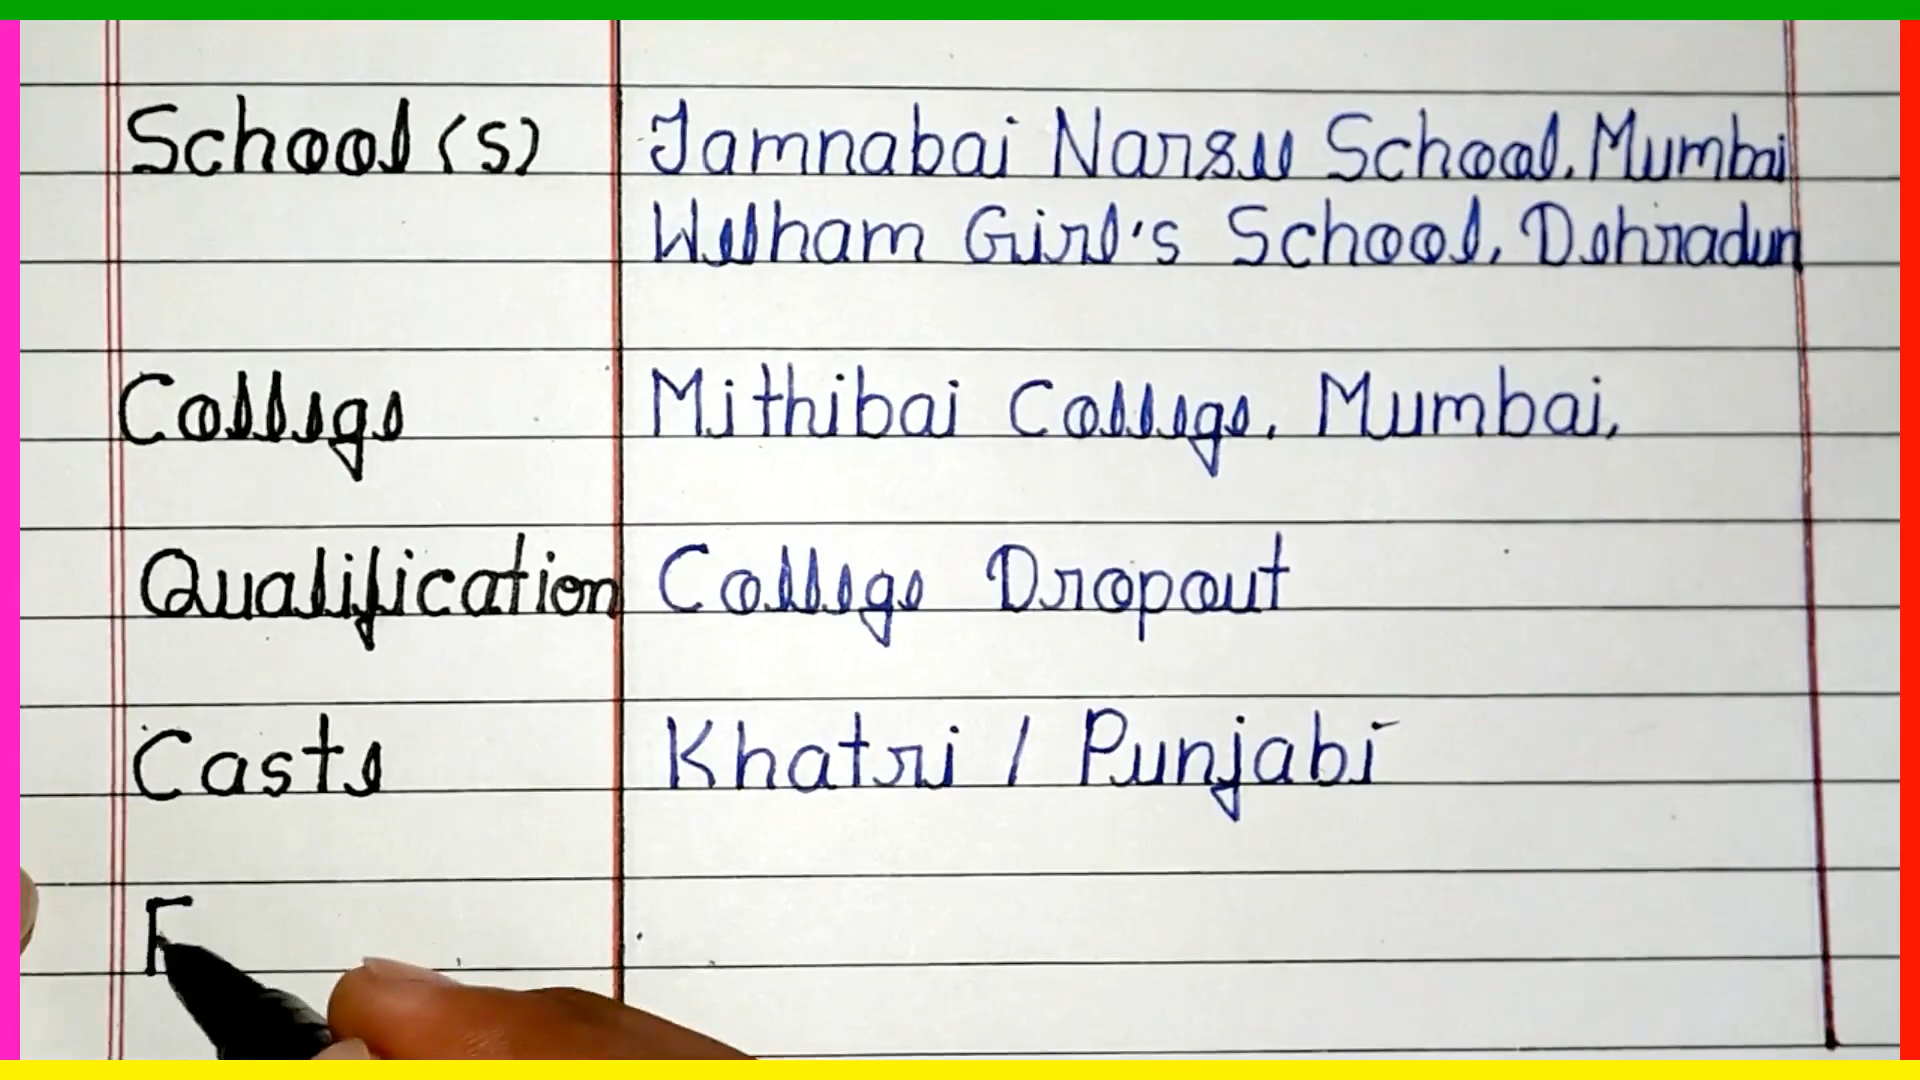 School(s) Jamnabai Narsee School, Mumbai
Welham Girl's School, Dehradun
College Mithibai College, Mumbai,
Qualification College Dropout
Caste Khatri / Punjabi
F